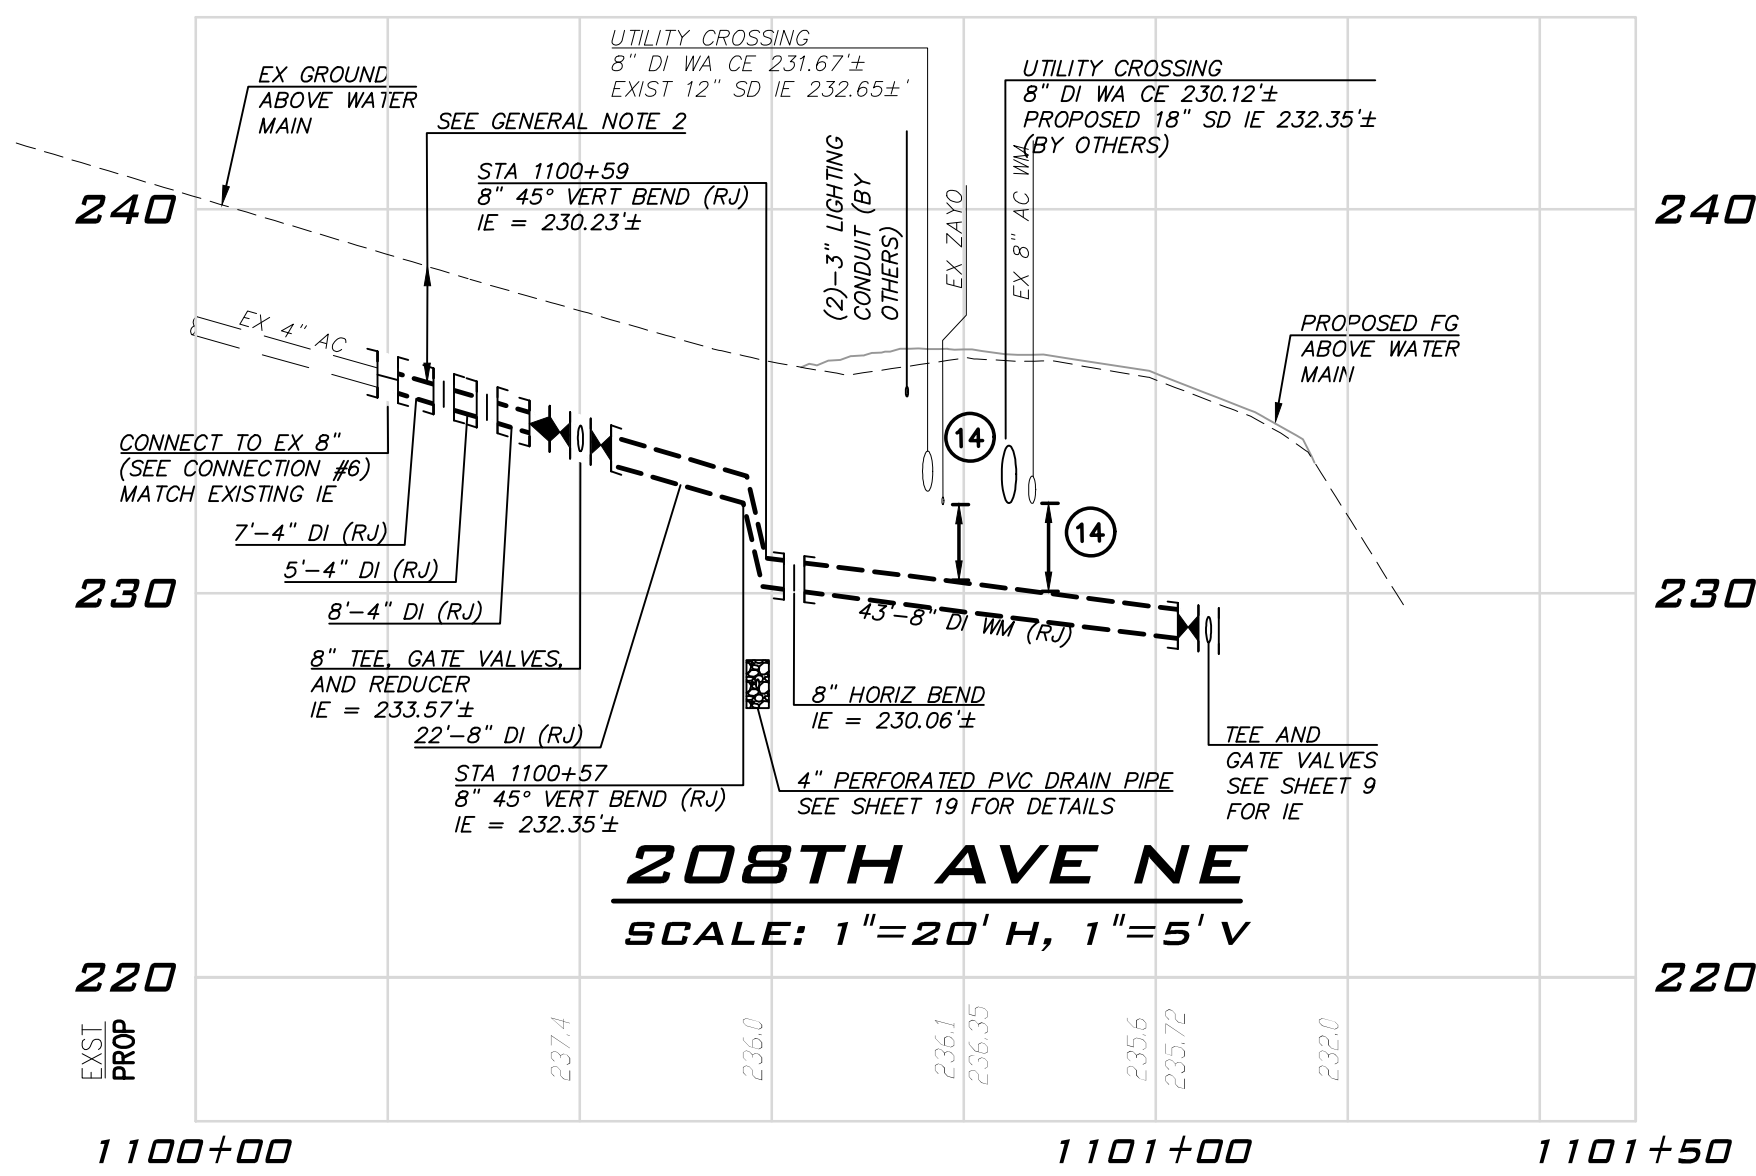 UTILITY CROSSING
8" DI WA CE 231.67'±
EXIST 12" SD IE 232.65±'
EX GROUND
ABOVE WATER
MAIN
UTILITY CROSSING
8" DI WA CE 230.12'±
PROPOSED 18" SD IE 232.35'±
(BY OTHERS)
SEE GENERAL NOTE 2
STA 1100+59
8" 45° VERT BEND (RJ)
IE = 230.23'±
(2)-3" LIGHTING
CONDUIT (BY
OTHERS)
EX ZAYO
EX 8" AC WM
240
240
EX 4" AC
PROPOSED FG
ABOVE WATER
MAIN
14
14
CONNECT TO EX 8"
(SEE CONNECTION #6)
MATCH EXISTING IE
7'-4" DI (RJ)
5'-4" DI (RJ)
230
230
8'-4" DI (RJ)
43'-8" DI WM (RJ)
8" TEE, GATE VALVES,
AND REDUCER
IE = 233.57'±
8" HORIZ BEND
IE = 230.06'±
22'-8" DI (RJ)
TEE AND
GATE VALVES
SEE SHEET 9
FOR IE
STA 1100+57
8" 45° VERT BEND (RJ)
IE = 232.35'±
4" PERFORATED PVC DRAIN PIPE
SEE SHEET 19 FOR DETAILS
208TH AVE NE
SCALE: 1"=20' H, 1"=5' V
220
220
EXST
PROP
237.4
236.0
236.1
236.35
235.6
235.72
232.0
1100+00
1101+00
1101+50